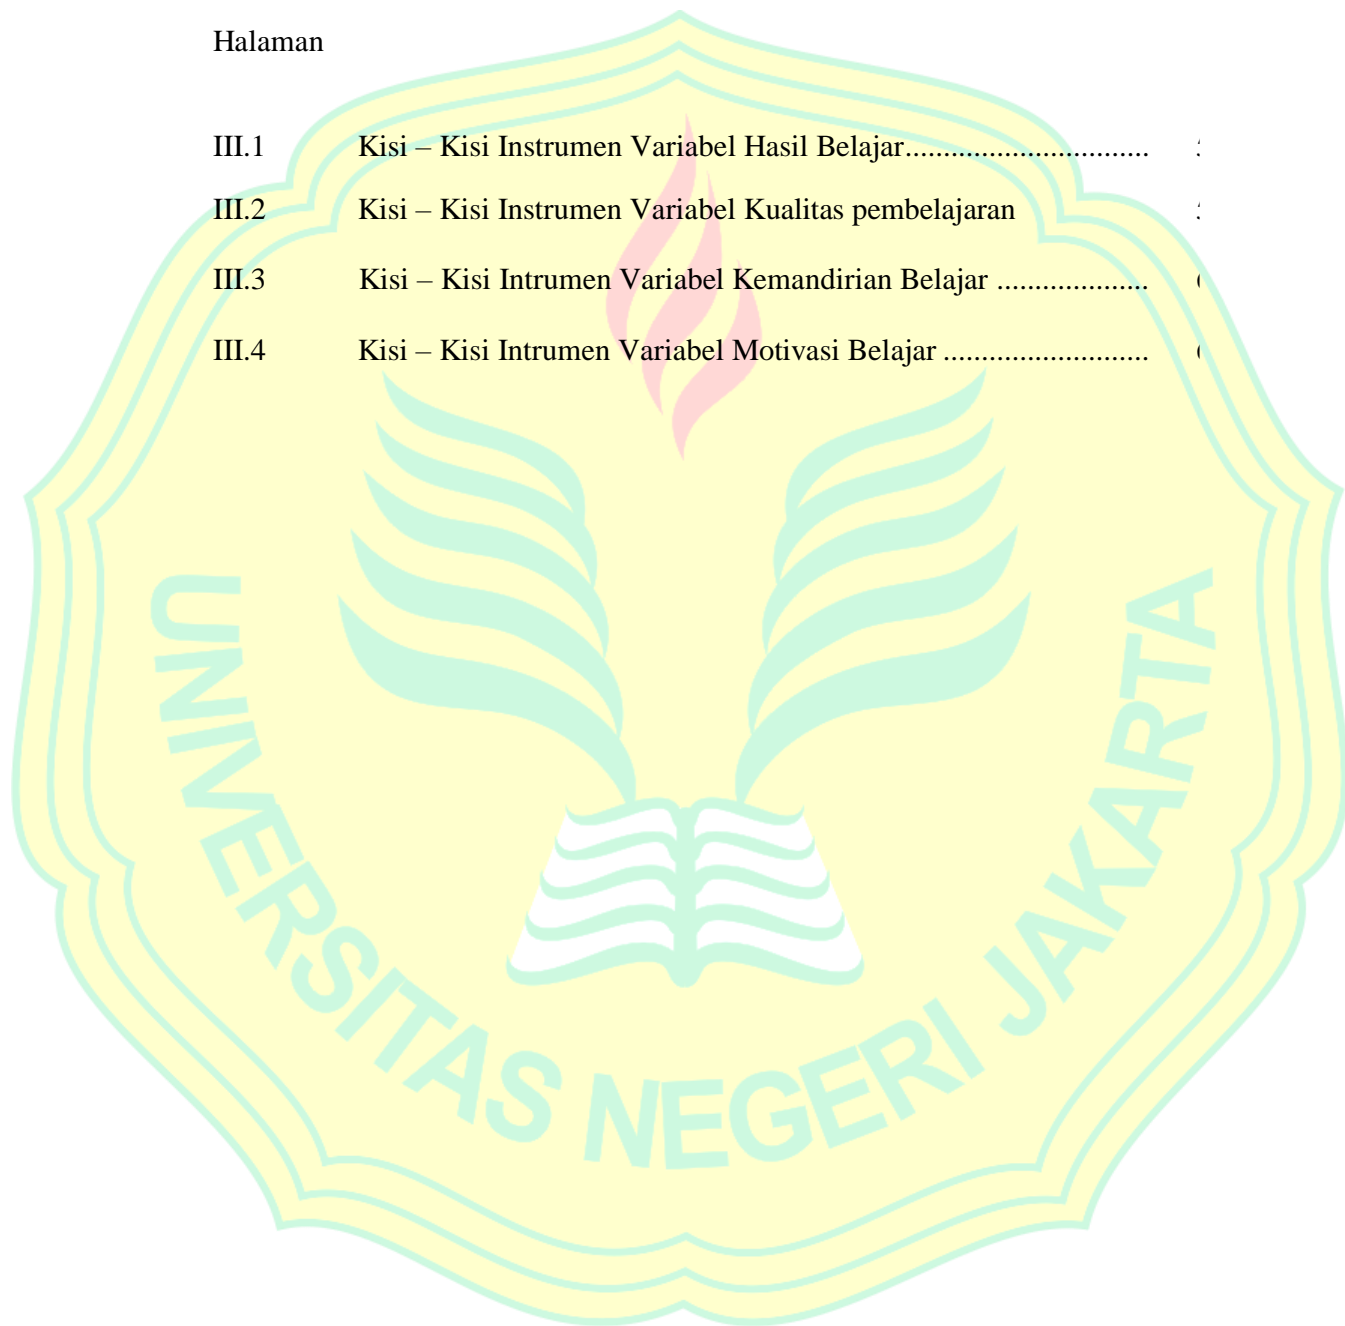 Halaman
III.1 Kisi – Kisi Instrumen Variabel Hasil Belajar................................
III.2 Kisi – Kisi Instrumen Variabel Kualitas pembelajaran
III.3 Kisi – Kisi Intrumen Variabel Kemandirian Belajar ....................
III.4 Kisi – Kisi Intrumen Variabel Motivasi Belajar ...........................
UNIVERSITAS NEGERI JAKARTA